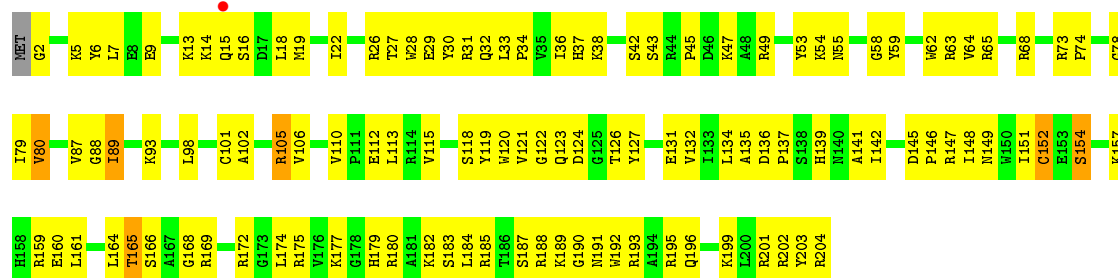 MET G2 K5 Y6 L7 E8 E9 K13 K14 Q15 S16 D17 L18 M19 I22 R26 T27 W28 E29 Y30 R31 Q32 L33 P34 V35 I36 H37 K38 S42 S43 R44 P45 D46 K47 A48 R49 Y53 K54 N55 G58 Y59 W62 R63 V64 R65 R68 R73 P74
I79 V80 V87 G88 I89 K93 L98 C101 A102 R105 V106 V110 P111 E112 L113 R114 V115 S118 Y119 W120 V121 G122 Q123 D124 G125 T126 Y127 E131 V132 I133 L134 A135 D136 P137 S138 H139 N140 A141 I142 D145 P146 R147 I148 N149 W150 I151 C152 E153 S154
H158 R159 E160 L161 L164 T165 S166 A167 G168 R169 R172 G173 L174 R175 V176 K177 G178 H179 R180 A181 K182 S183 L184 R185 T186 S187 R188 K189 G190 N191 W192 R193 A194 R195 Q196 K199 L200 R201 R202 Y203 R204